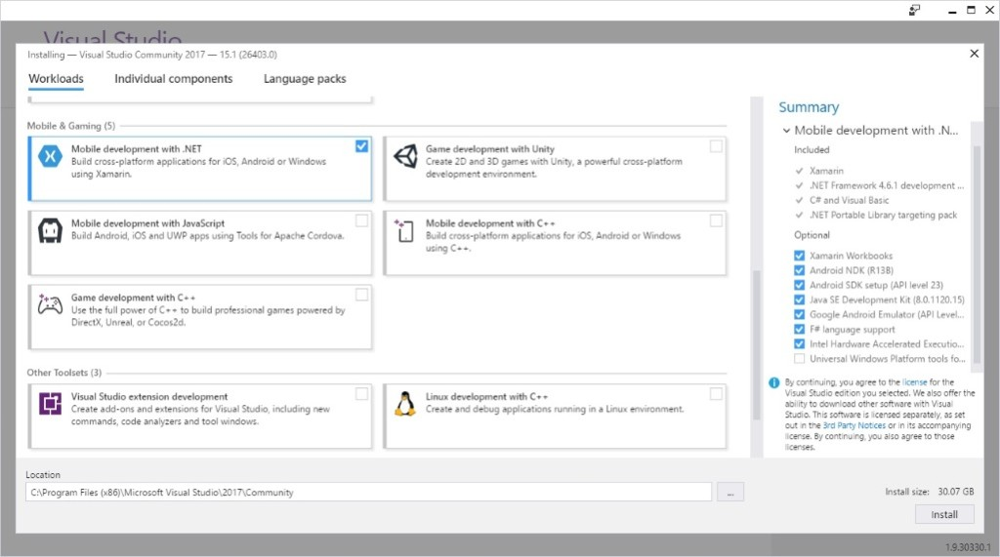 Visual Studio
Installing — Visual Studio Community 2017 — 15.1 (26403.0)
Workloads
Individual components
Language packs
Mobile & Gaming (5)
Mobile development with .NET
Build cross-platform applications for iOS, Android or Windows
using Xamarin.
Game development with Unity
Create 2D and 3D games with Unity, a powerful cross-platform
development environment.
Mobile development with JavaScript
Build Android, iOS and UWP apps using Tools for Apache Cordova.
Mobile development with C++
Build cross-platform applications for iOS, Android or Windows
using C++.
Game development with C++
Use the full power of C++ to build professional games powered by
DirectX, Unreal, or Cocos2d.
Other Toolsets (3)
Visual Studio extension development
Create add-ons and extensions for Visual Studio, including new
commands, code analyzers and tool windows.
Linux development with C++
Create and debug applications running in a Linux environment.
Summary
Mobile development with .N...
Included
Xamarin
.NET Framework 4.6.1 development ...
C# and Visual Basic
.NET Portable Library targeting pack
Optional
Xamarin Workbooks
Android NDK (R13B)
Android SDK setup (API level 23)
Java SE Development Kit (8.0.1120.15)
Google Android Emulator (API Level...
F# language support
Intel Hardware Accelerated Executio...
Universal Windows Platform tools fo...
By continuing, you agree to the license for the
Visual Studio edition you selected. We also offer the
ability to download other software with Visual
Studio. This software is licensed separately, as set
out in the 3rd Party Notices or in its accompanying
license. By continuing, you also agree to those
licenses.
Location
C:\Program Files (x86)\Microsoft Visual Studio\2017\Community
...
Install size: 30.07 GB
Install
1.9.30330.1